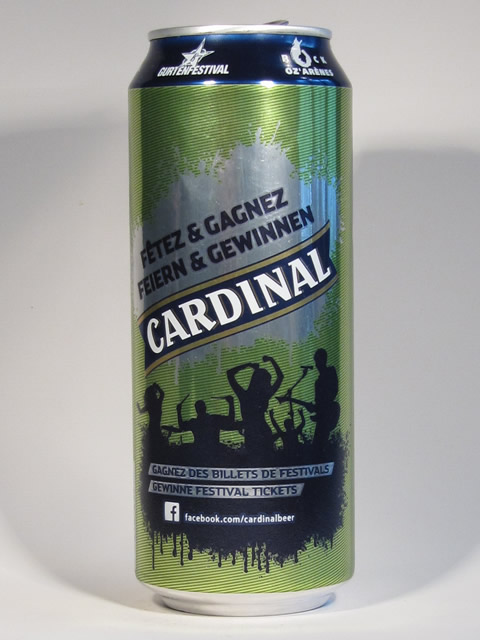 GURTENFESTIVAL
ROCK
OZ'ARÈNES
FÊTEZ & GAGNEZ
FEIERN & GEWINNEN
CARDINAL
GAGNEZ DES BILLETS DE FESTIVALS
GEWINNE FESTIVAL TICKETS
f facebook.com/cardinalbeer